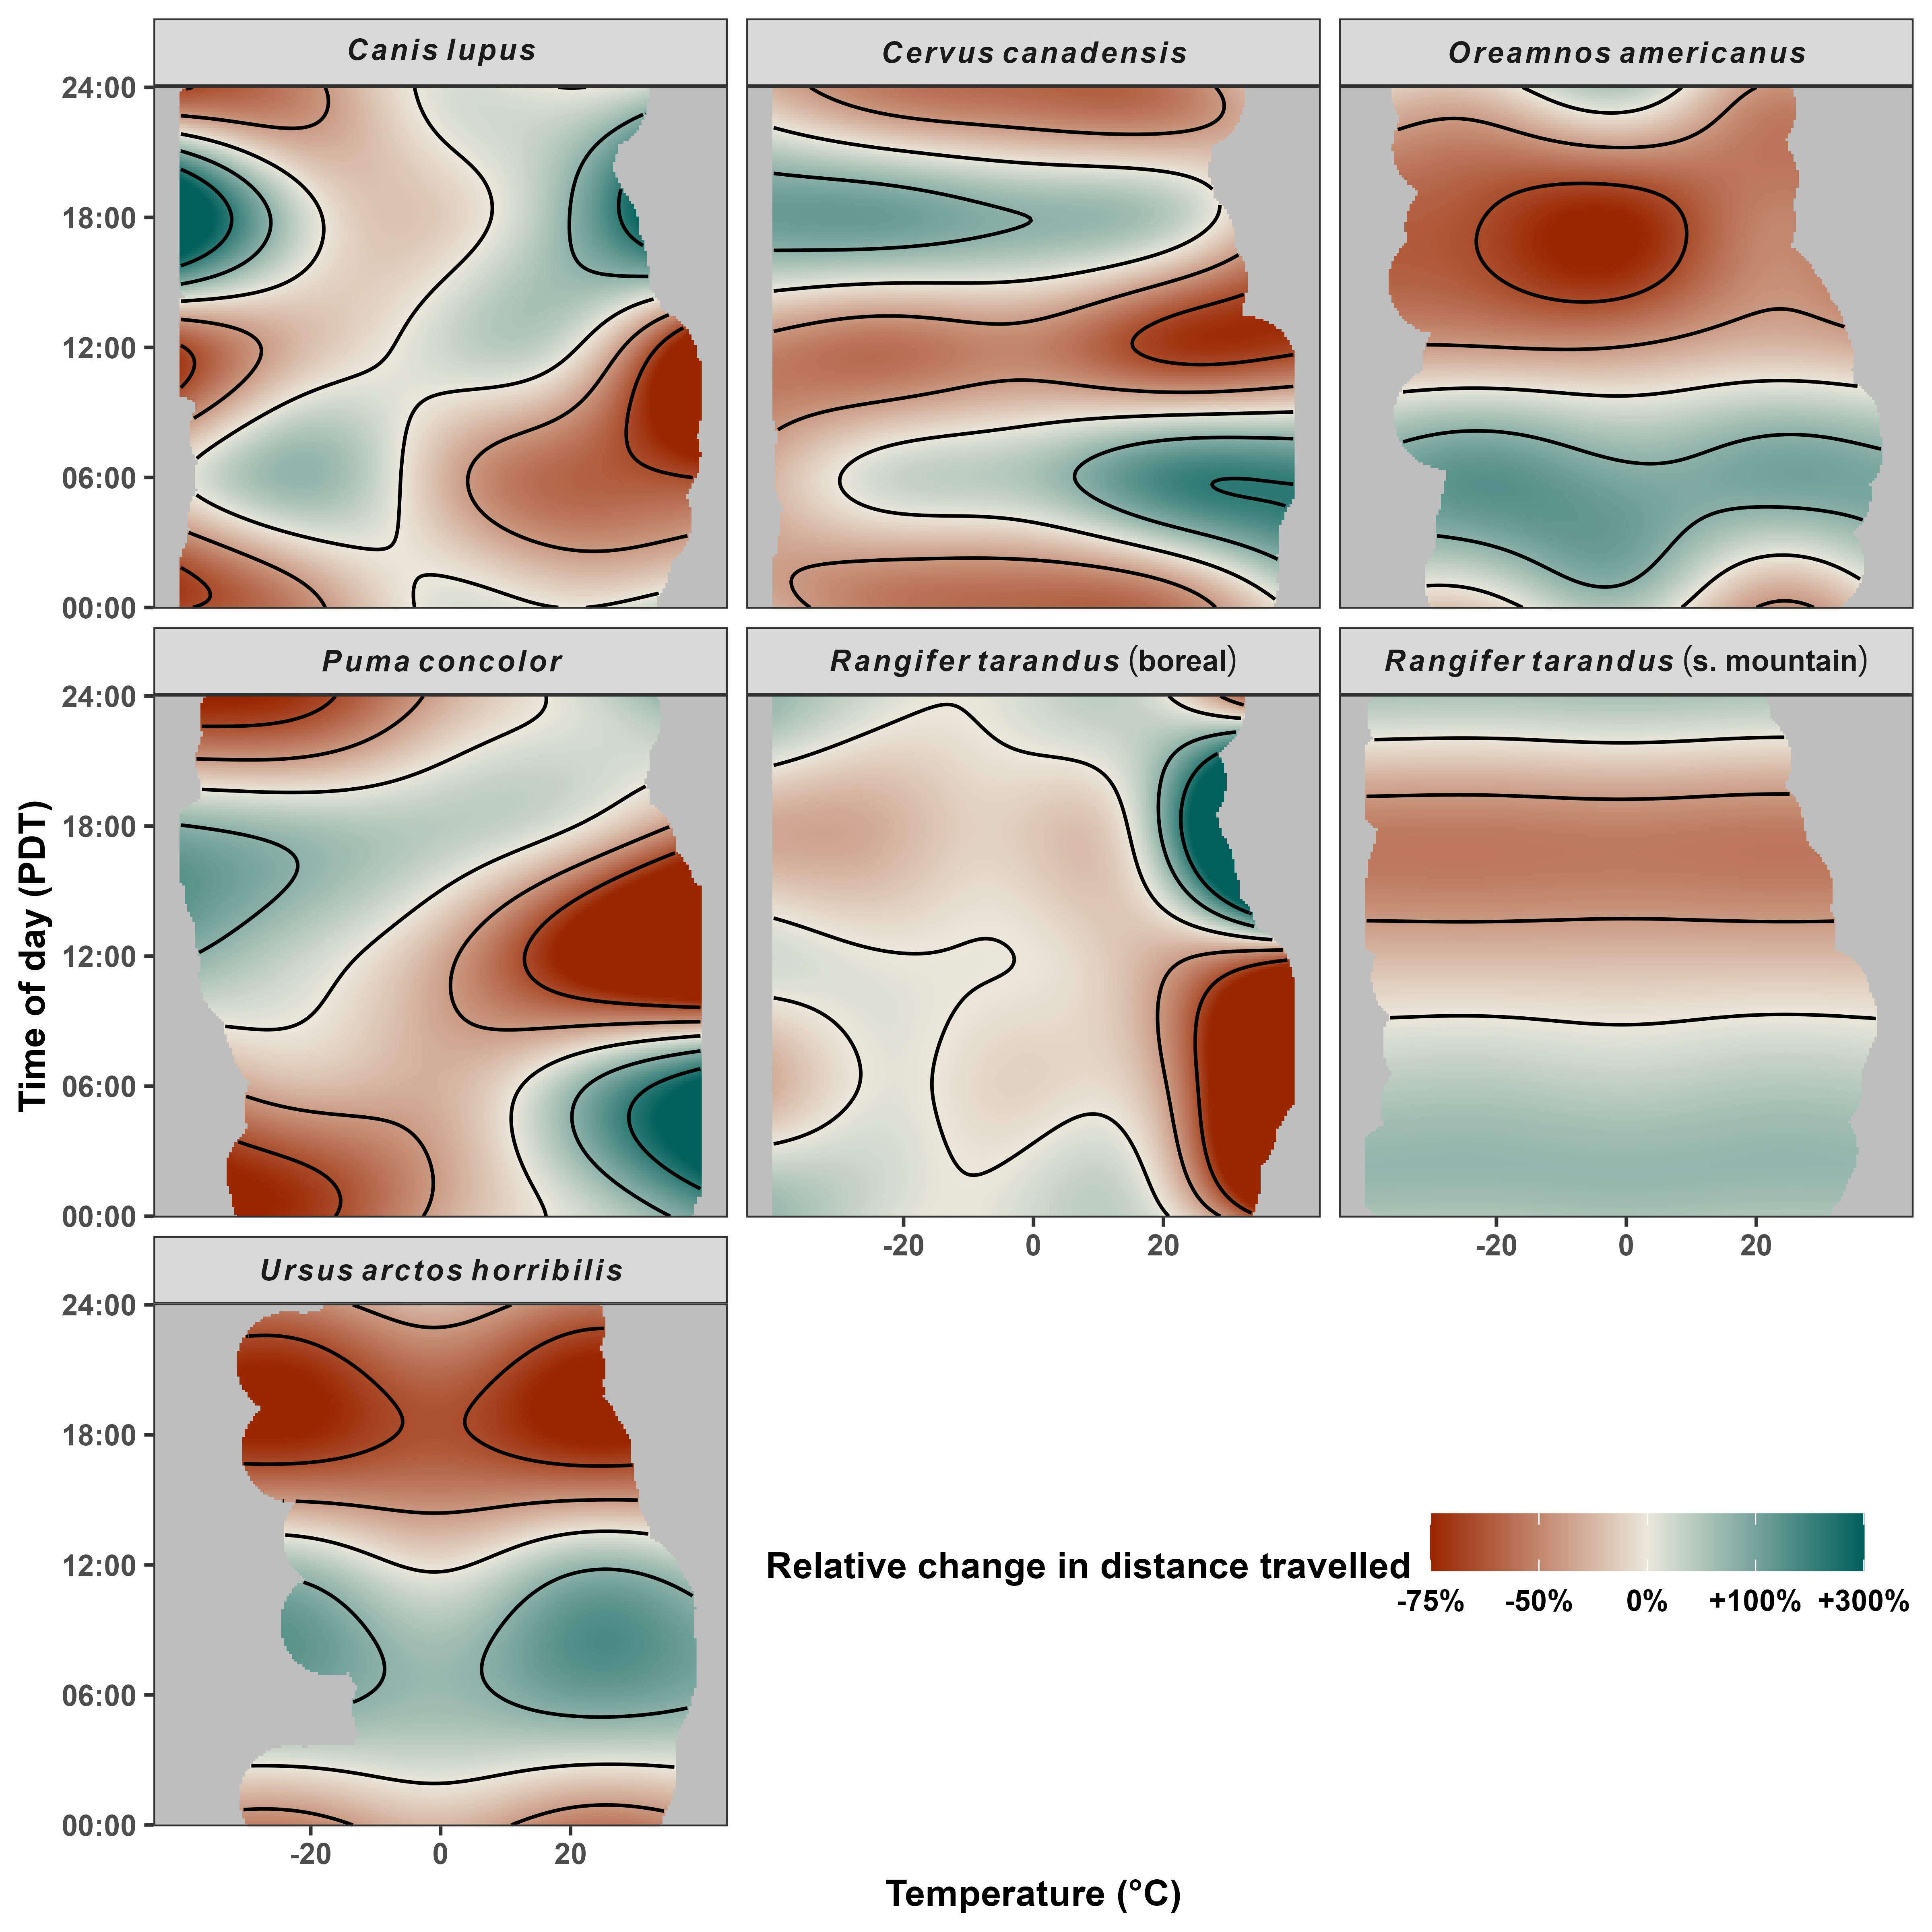 Canis lupus
Cervus canadensis
Oreamnos americanus
24:00
18:00
12:00
06:00
00:00
Puma concolor
Rangifer tarandus (boreal)
Rangifer tarandus (s. mountain)
24:00
18:00
12:00
06:00
00:00
-20 0 20
-20 0 20
Ursus arctos horribilis
24:00
18:00
12:00
06:00
00:00
-20 0 20
Time of day (PDT)
Temperature (°C)
Relative change in distance travelled
-75% -50% 0% +100% +300%